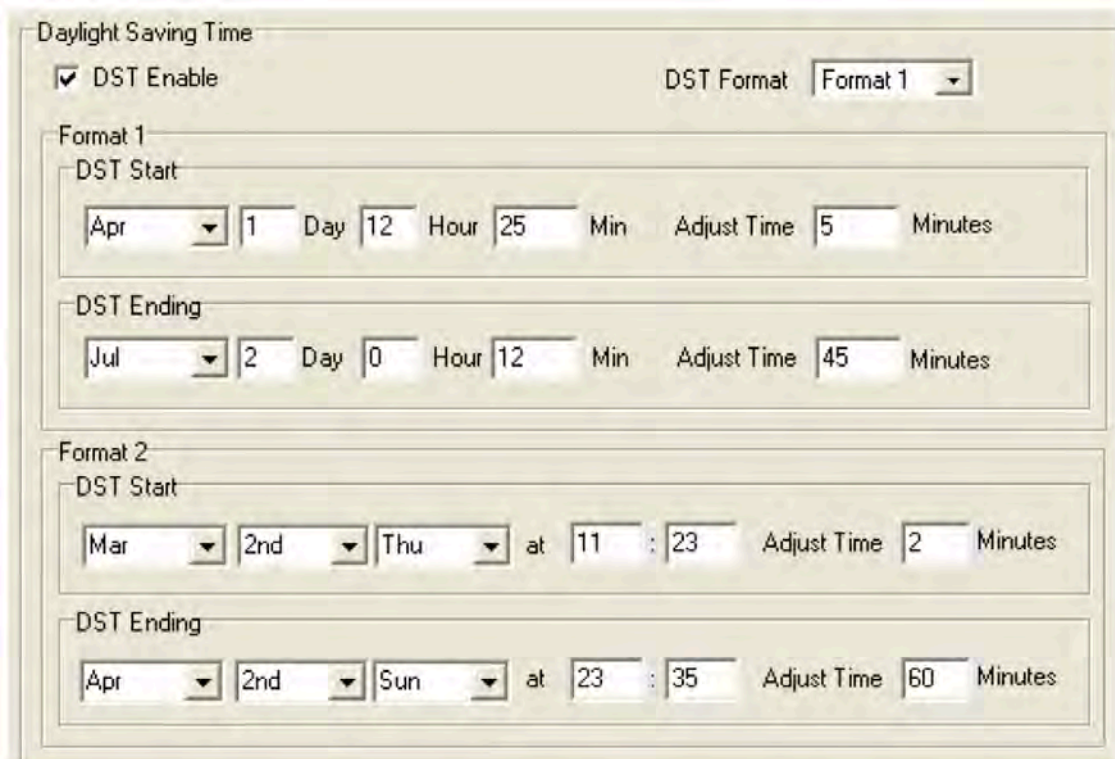 Daylight Saving Time
DST Enable DST Format Format 1
Format 1
DST Start
Apr 1 Day 12 Hour 25 Min Adjust Time 5 Minutes
DST Ending
Jul 2 Day 0 Hour 12 Min Adjust Time 45 Minutes
Format 2
DST Start
Mar 2nd Thu at 11 : 23 Adjust Time 2 Minutes
DST Ending
Apr 2nd Sun at 23 : 35 Adjust Time 60 Minutes